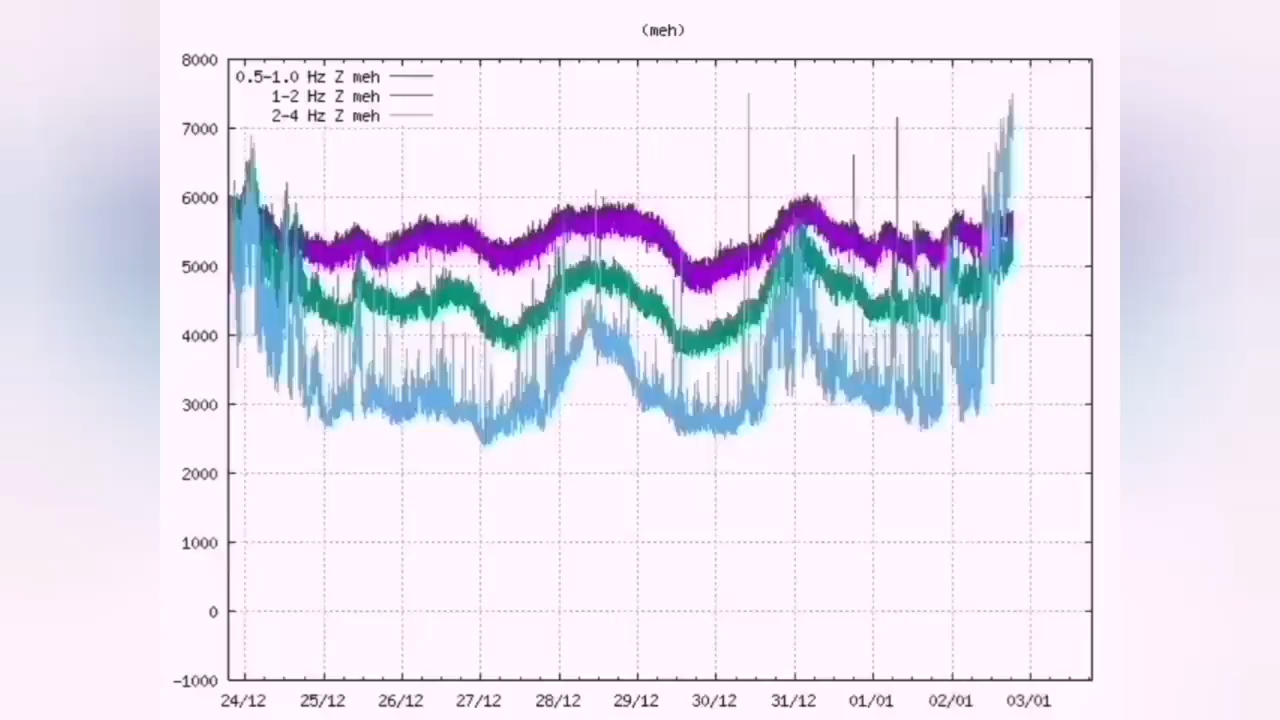 (meh)
8000
7000
6000
5000
4000
3000
2000
1000
0
-1000
0.5-1.0 Hz Z meh
1-2 Hz Z meh
2-4 Hz Z meh
24/12 25/12 26/12 27/12 28/12 29/12 30/12 31/12 01/01 02/01 03/01